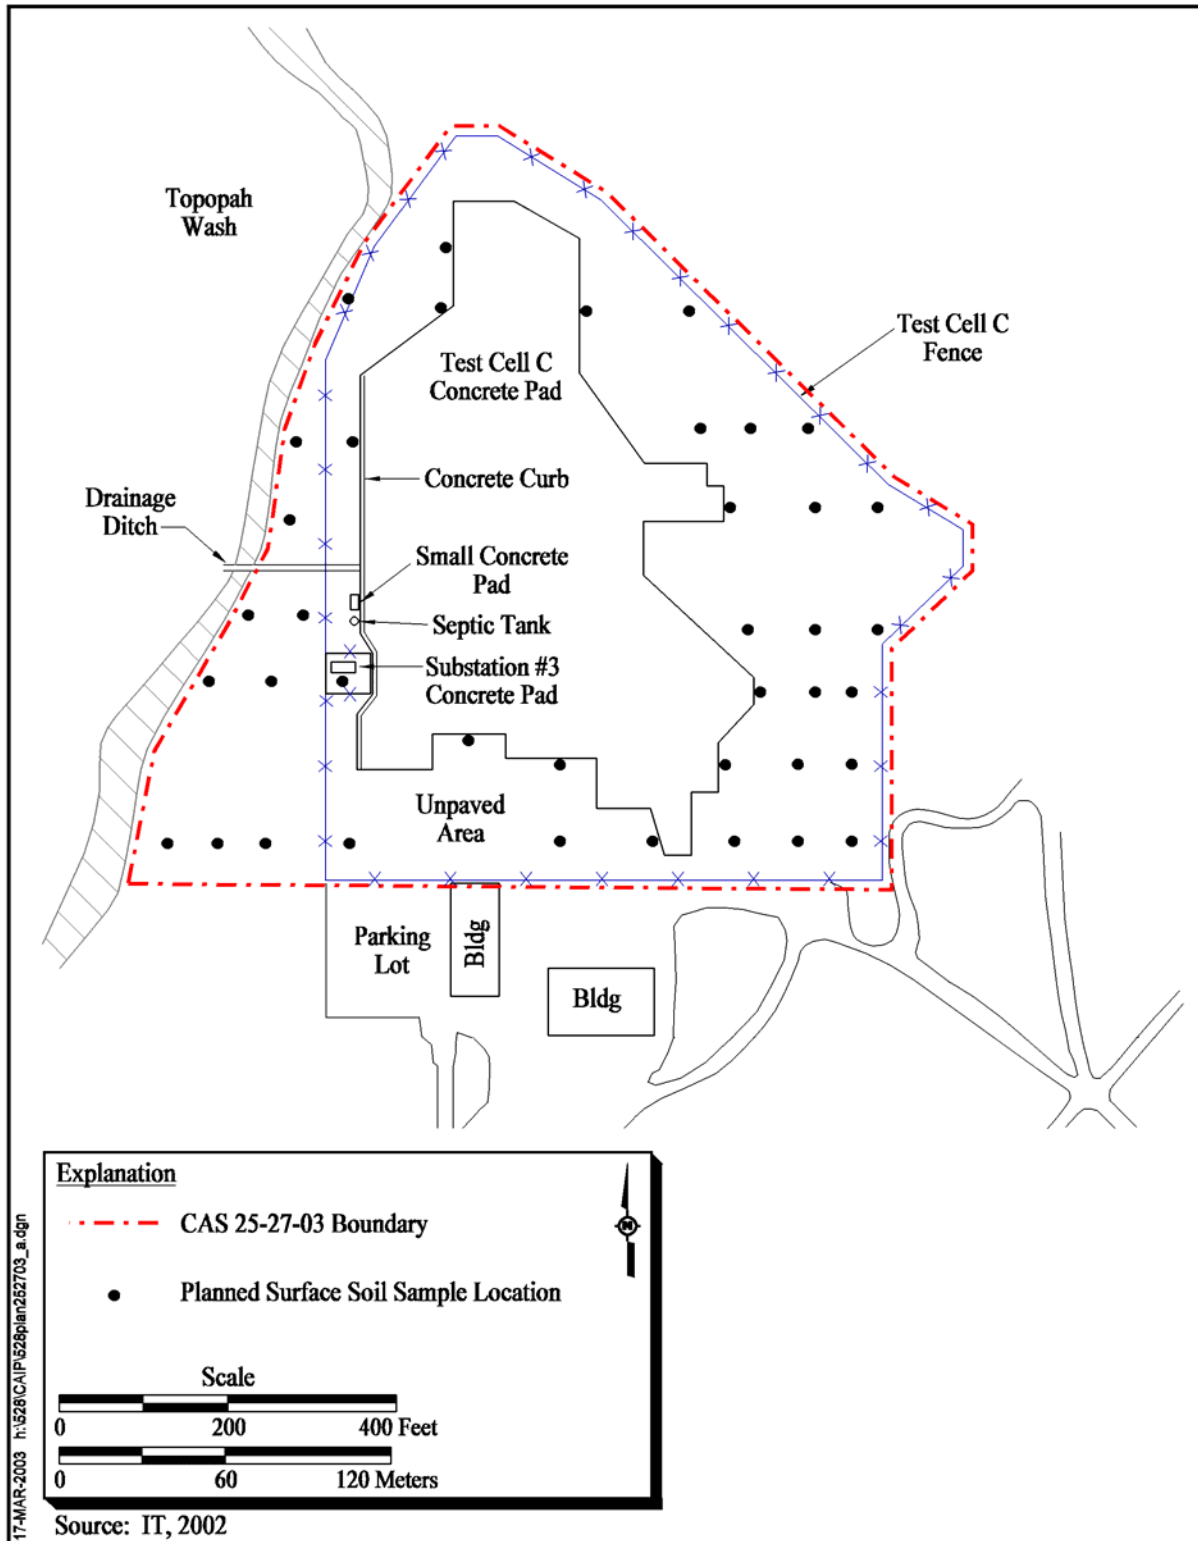 Topopah
Wash
Test Cell C
Fence
Test Cell C
Concrete Pad
Concrete Curb
Drainage
Ditch
Small Concrete
Pad
Septic Tank
Substation #3
Concrete Pad
Unpaved
Area
Parking
Lot
Bldg
Bldg
Explanation
CAS 25-27-03 Boundary
N
Planned Surface Soil Sample Location
Scale
0 200 400 Feet
0 60 120 Meters
Source: IT, 2002
17-MAR-2003 h:\528\CAIP\528plan252703_a.dgn